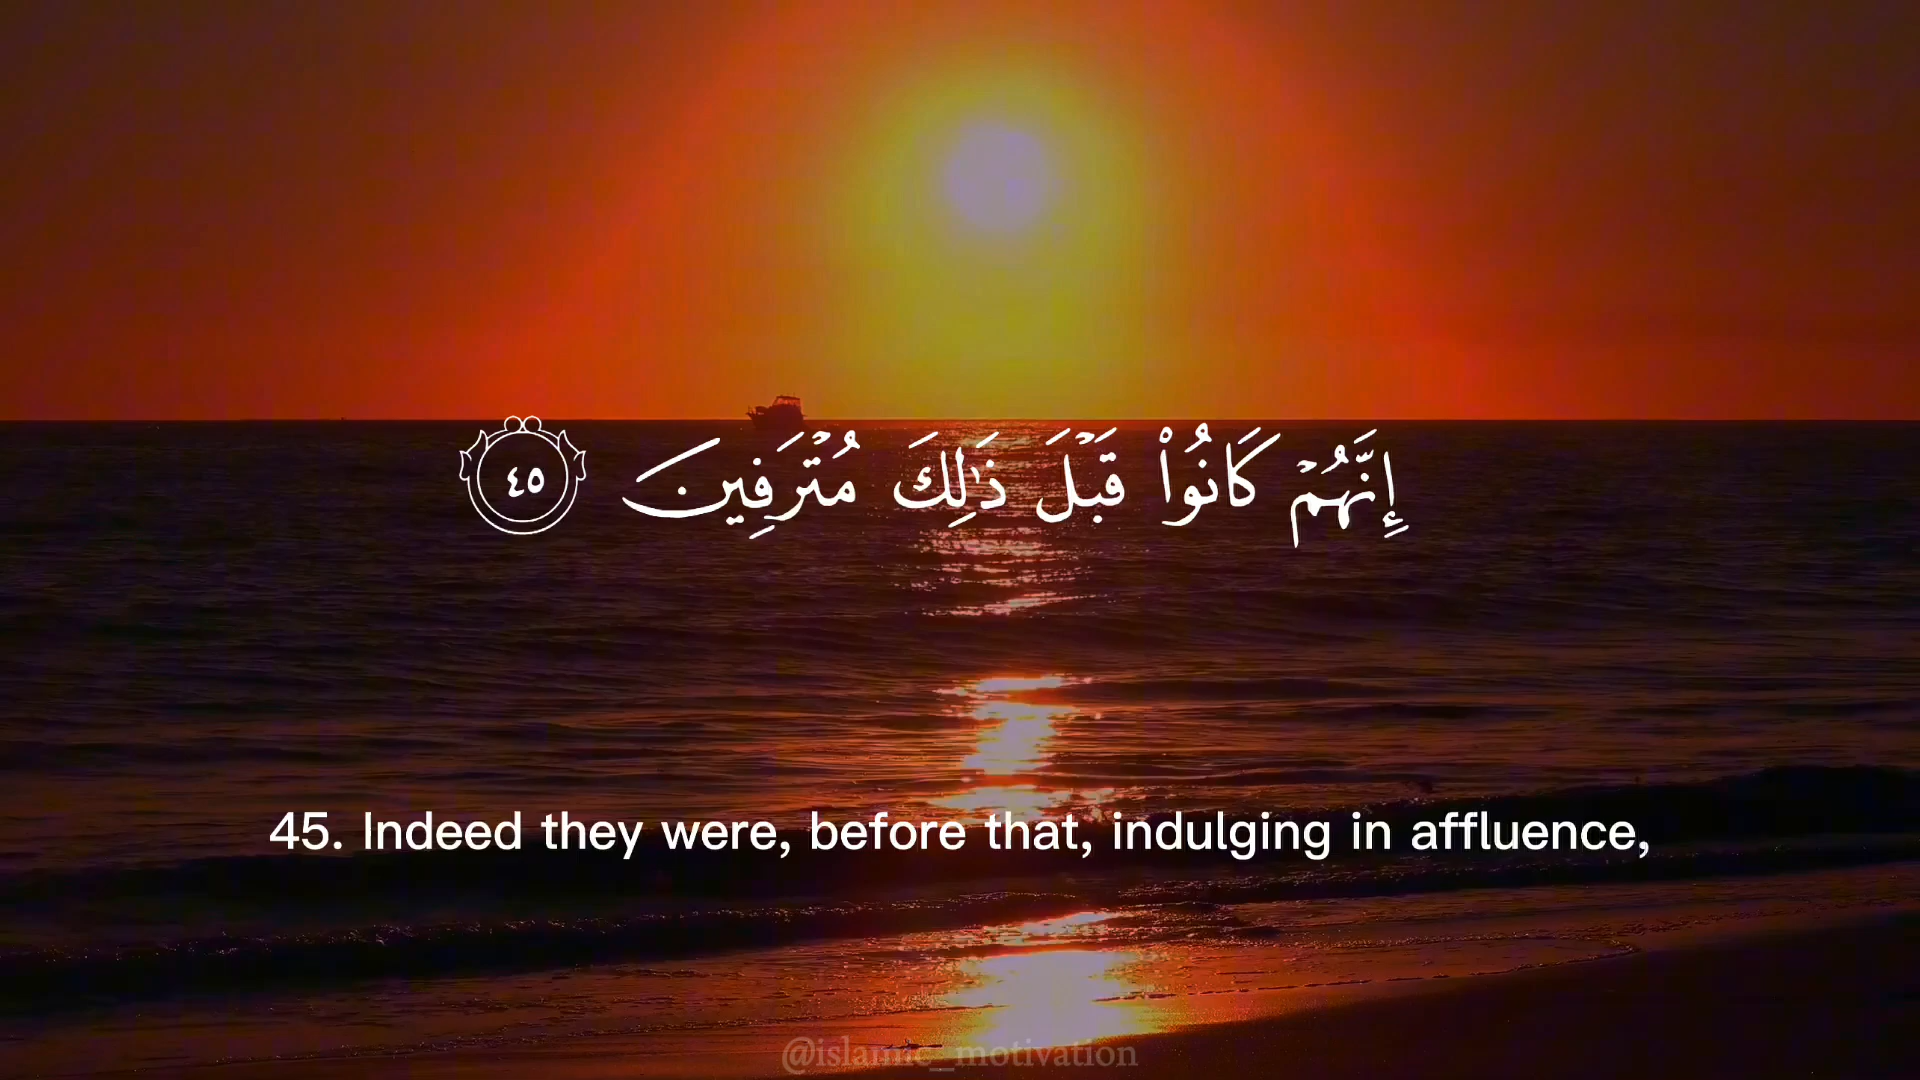 إِنَّهُمْ كَانُوا۟ قَبْلَ ذَٰلِكَ مُتْرَفِينَ ٤٥
45. Indeed they were, before that, indulging in affluence,
@islamic_motivation